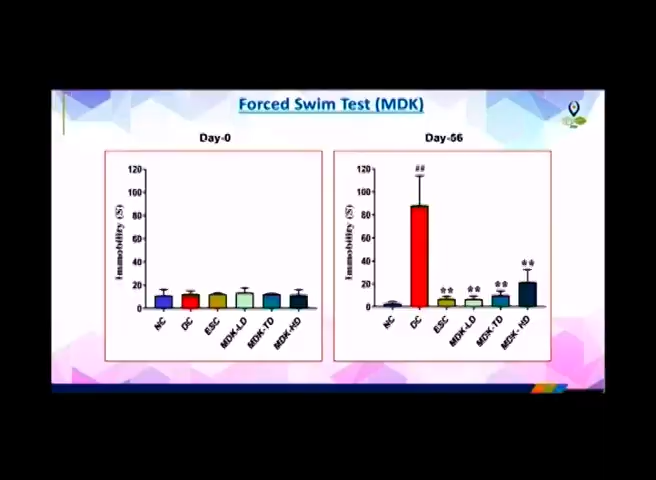 Forced Swim Test (MDK)
Day-0
Day-56
Immobility (S)
120
100
80
60
40
20
0
NC
DC
ESC
MDK-LD
MDK-TD
MDK-HD
Immobility (S)
120
100
80
60
40
20
0
##
**
**
**
**
NC
DC
ESC
MDK-LD
MDK-TD
MDK- HD